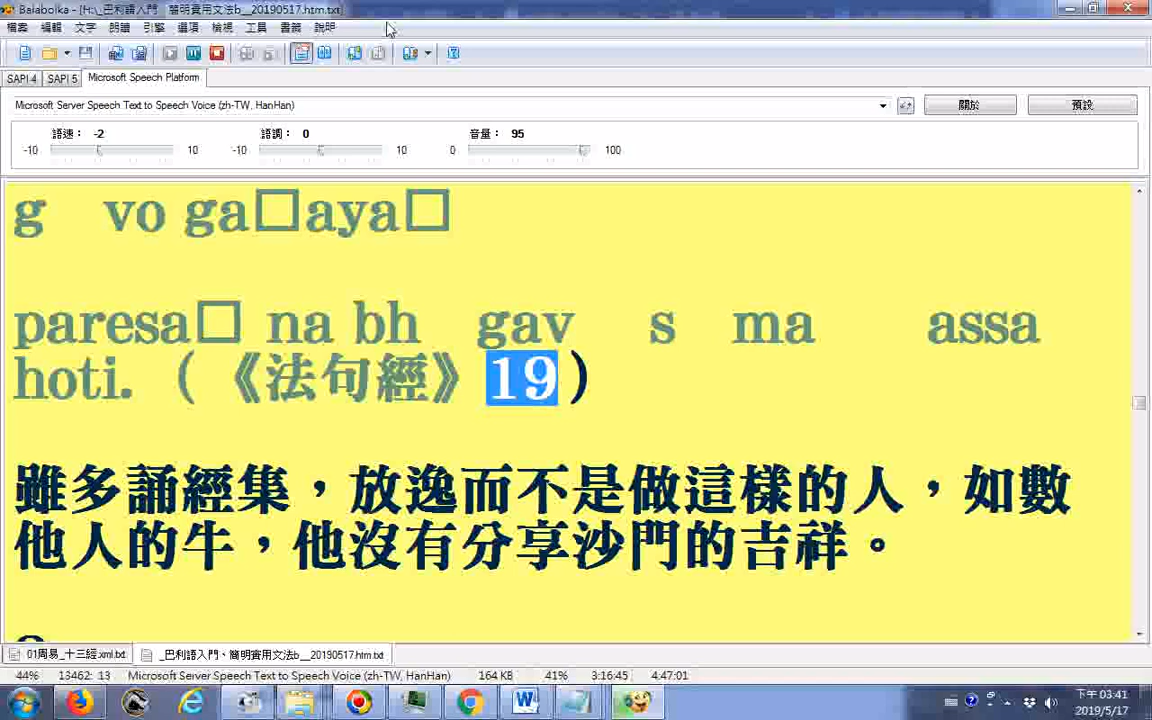 Balabolka - [H:\_巴利語入門、簡明實用文法b__20190517.htm.txt]
檔案 編輯 文字 朗讀 引擎 選項 檢視 工具 書籤 說明
SAPI 4 SAPI 5 Microsoft Speech Platform
Microsoft Server Speech Text to Speech Voice (zh-TW, HanHan) 關於 預設
語速： -2 語調： 0 音量： 95
-10 10 -10 10 0 100
g vo ga□aya□
paresa□ na bh gav s ma assa
hoti.（《法句經》19）
雖多誦經集，放逸而不是做這樣的人，如數
他人的牛，他沒有分享沙門的吉祥。
01周易_十三經.xml.txt _巴利語入門、簡明實用文法b__20190517.htm.txt
44% 13462: 13 Microsoft Server Speech Text to Speech Voice (zh-TW, HanHan) 164 KB 41% 3:16:45 4:47:01
下午 03:41
2019/5/17